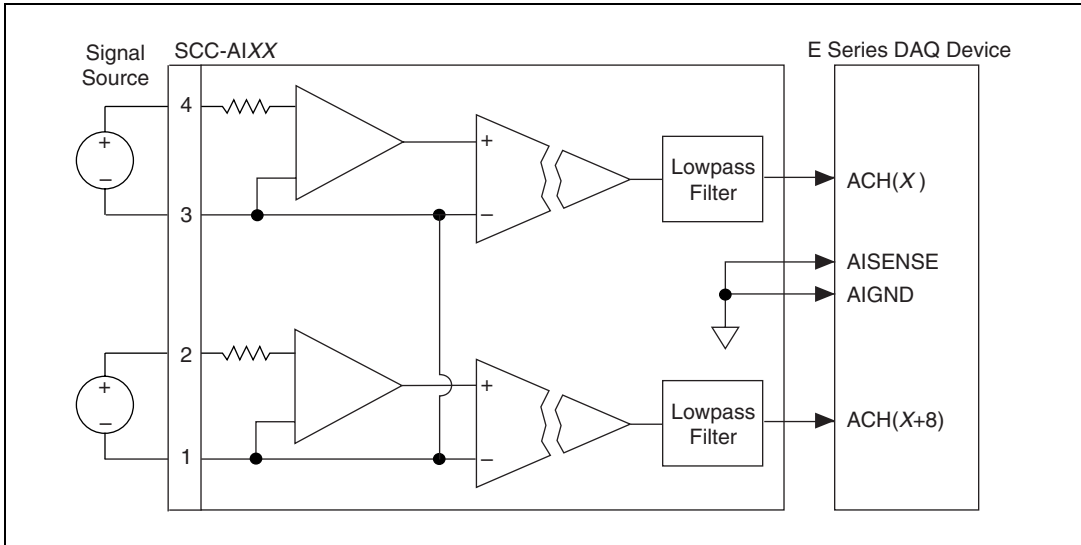 Signal
Source
SCC-AIXX
E Series DAQ Device
4
+
−
3
+
−
Lowpass
Filter
ACH(X)
AISENSE
AIGND
2
+
−
1
+
−
Lowpass
Filter
ACH(X+8)